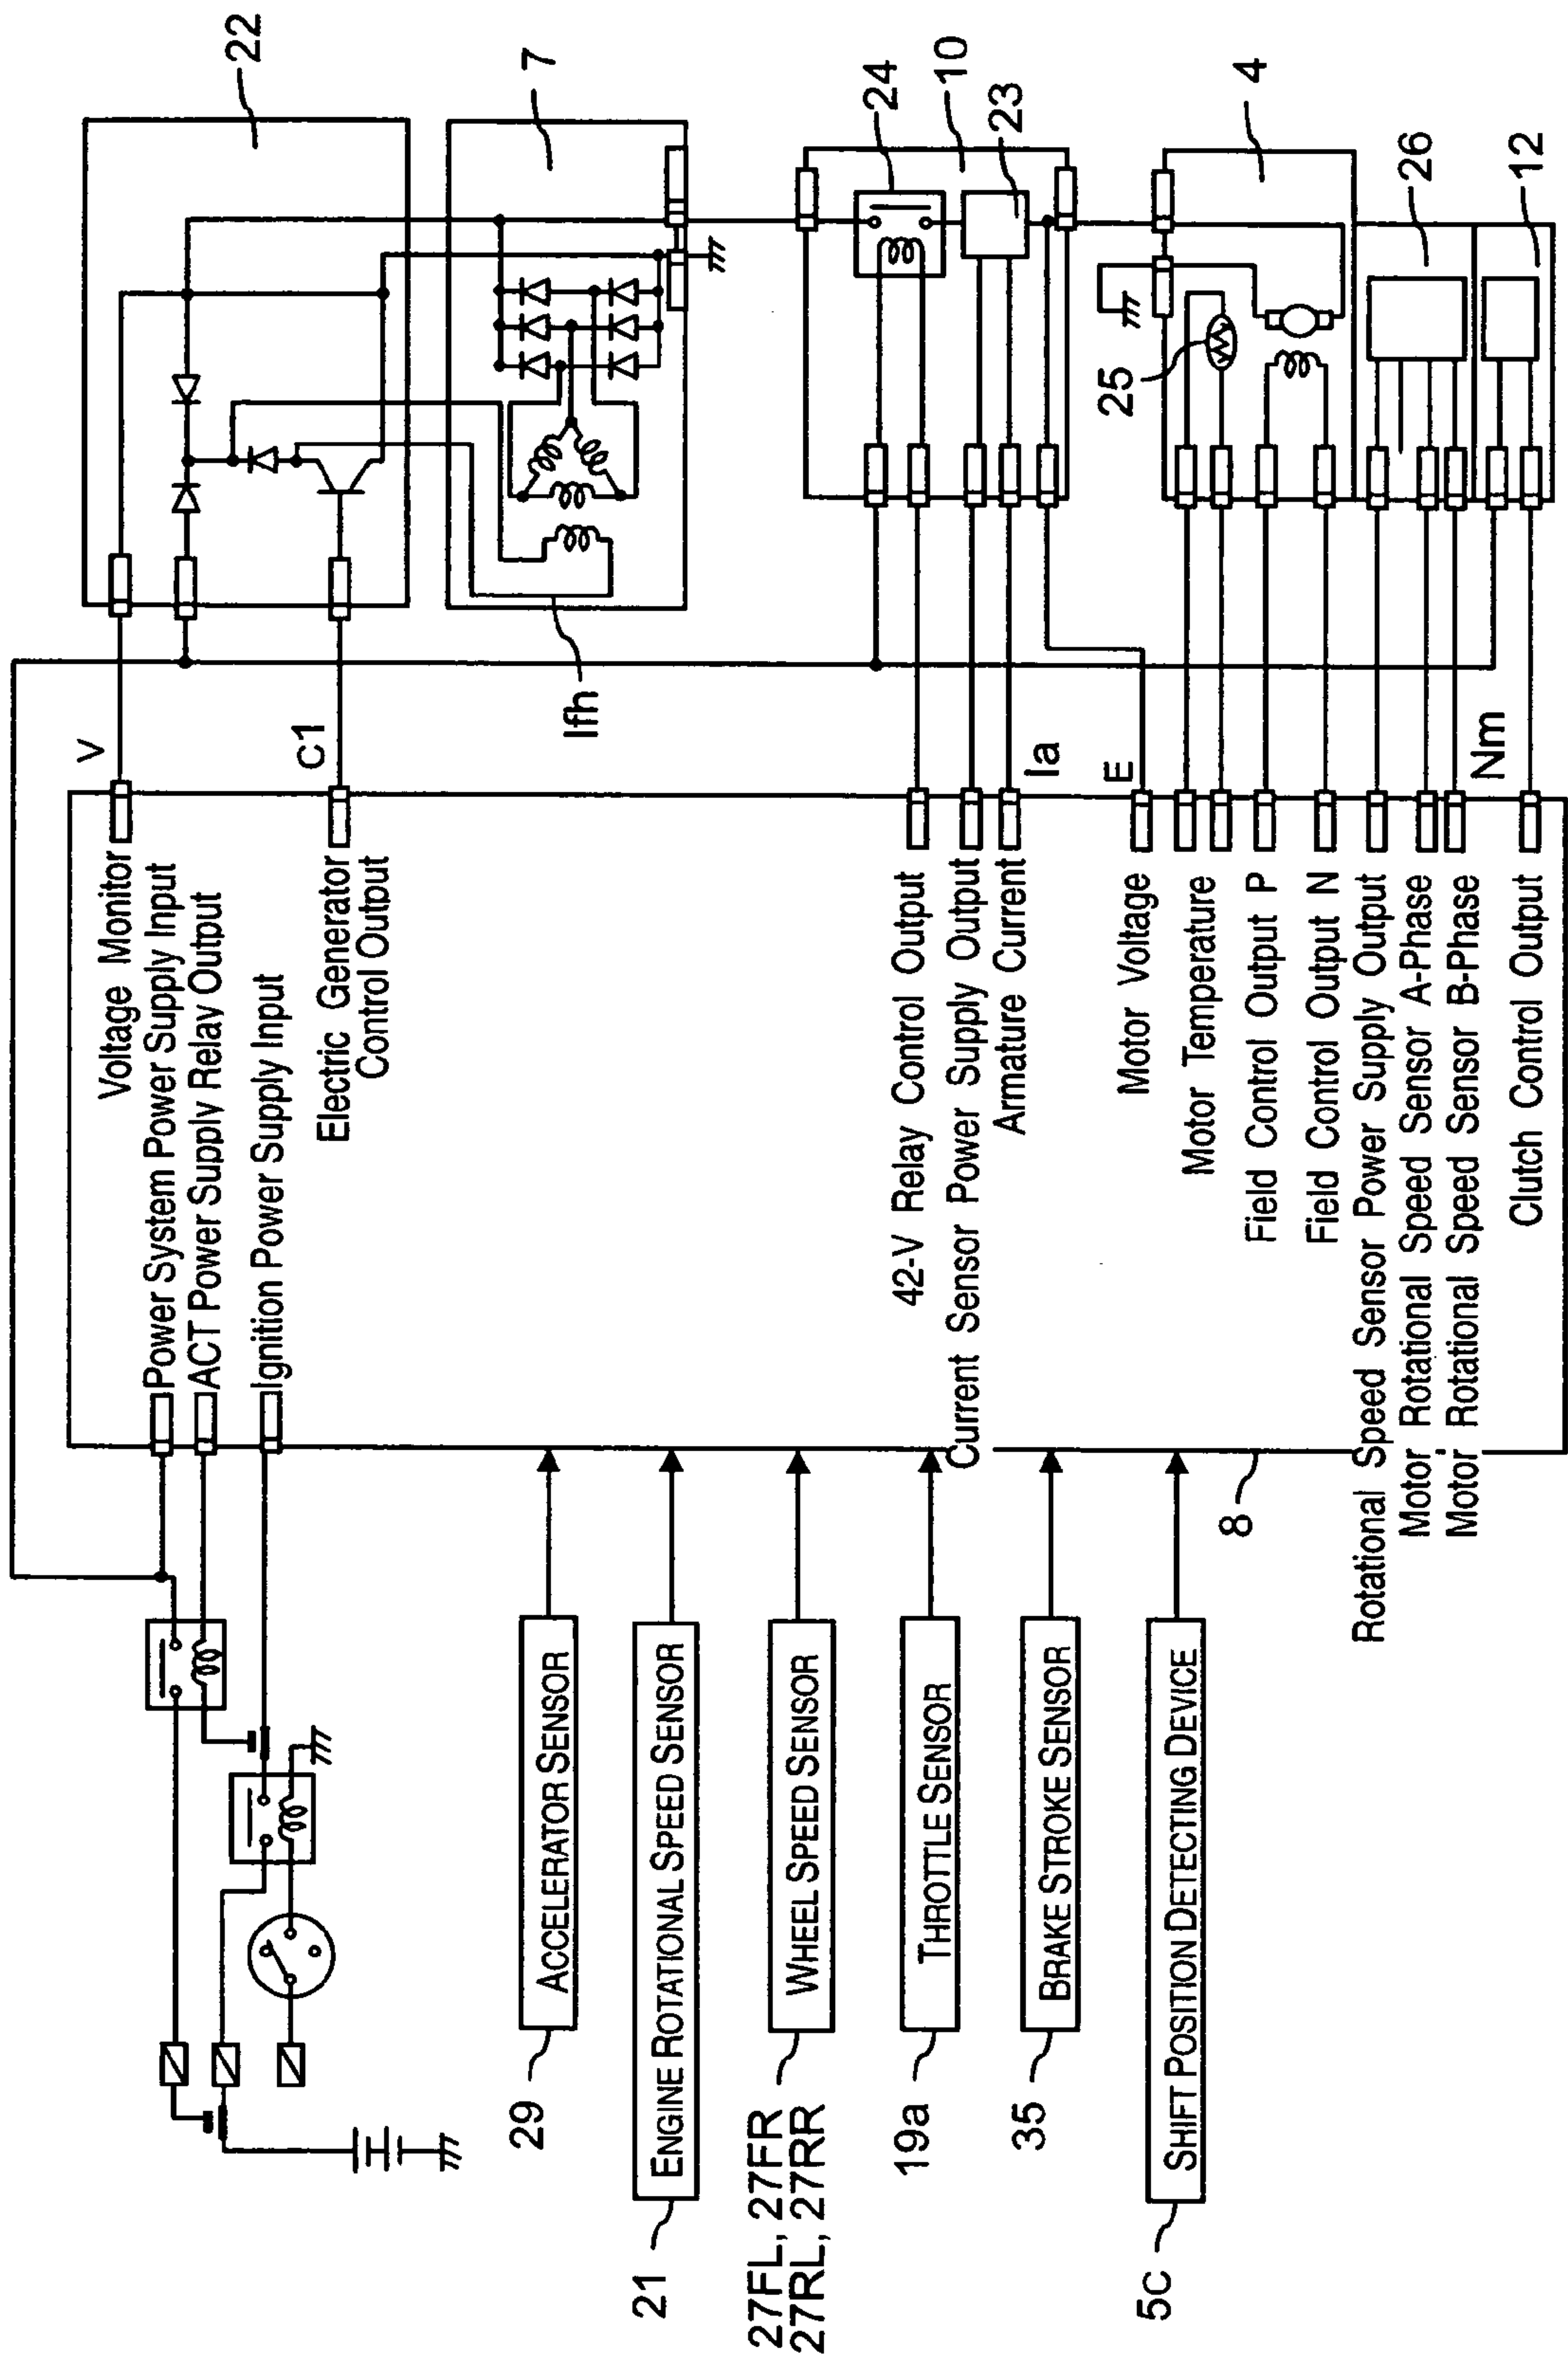 22
7
24
10
23
4
25
26
12
V
C1
Ifh
Ia
E
Nm
Voltage Monitor
Power System Power Supply Input
ACT Power Supply Relay Output
Ignition Power Supply Input
Electric Generator
Control Output
42-V Relay Control Output
Current Sensor Power Supply Output
Armature Current
Motor Voltage
Motor Temperature
Field Control Output P
Field Control Output N
Rotational Speed Sensor Power Supply Output
Motor Rotational Speed Sensor A-Phase
Motor Rotational Speed Sensor B-Phase
Clutch Control Output
8
ACCELERATOR SENSOR
29
ENGINE ROTATIONAL SPEED SENSOR
21
WHEEL SPEED SENSOR
27FL, 27FR
27RL, 27RR
THROTTLE SENSOR
19a
BRAKE STROKE SENSOR
35
SHIFT POSITION DETECTING DEVICE
5c